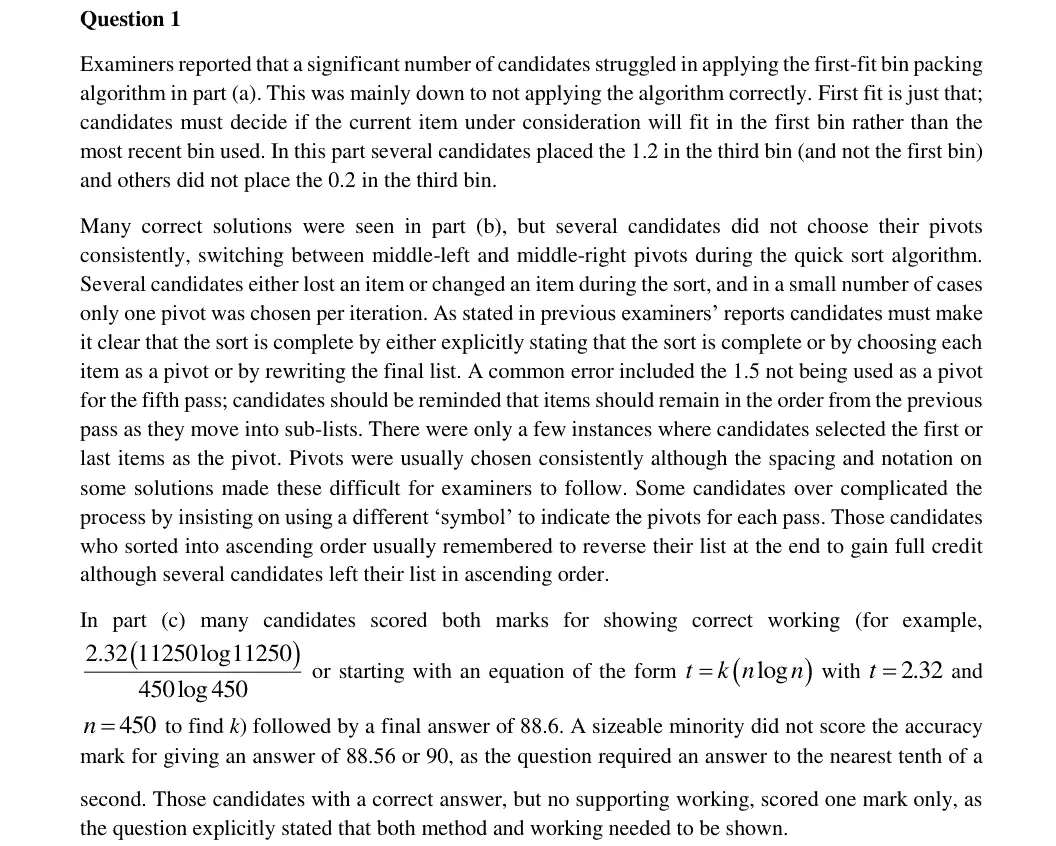 Question 1
Examiners reported that a significant number of candidates struggled in applying the first-fit bin packing
algorithm in part (a). This was mainly down to not applying the algorithm correctly. First fit is just that;
candidates must decide if the current item under consideration will fit in the first bin rather than the
most recent bin used. In this part several candidates placed the 1.2 in the third bin (and not the first bin)
and others did not place the 0.2 in the third bin.
Many correct solutions were seen in part (b), but several candidates did not choose their pivots
consistently, switching between middle-left and middle-right pivots during the quick sort algorithm.
Several candidates either lost an item or changed an item during the sort, and in a small number of cases
only one pivot was chosen per iteration. As stated in previous examiners’ reports candidates must make
it clear that the sort is complete by either explicitly stating that the sort is complete or by choosing each
item as a pivot or by rewriting the final list. A common error included the 1.5 not being used as a pivot
for the fifth pass; candidates should be reminded that items should remain in the order from the previous
pass as they move into sub-lists. There were only a few instances where candidates selected the first or
last items as the pivot. Pivots were usually chosen consistently although the spacing and notation on
some solutions made these difficult for examiners to follow. Some candidates over complicated the
process by insisting on using a different ‘symbol’ to indicate the pivots for each pass. Those candidates
who sorted into ascending order usually remembered to reverse their list at the end to gain full credit
although several candidates left their list in ascending order.
In part (c) many candidates scored both marks for showing correct working (for example,
2.32(11250log11250)
450log450
or starting with an equation of the form t = k(nlogn) with t = 2.32 and
n = 450 to find k) followed by a final answer of 88.6. A sizeable minority did not score the accuracy
mark for giving an answer of 88.56 or 90, as the question required an answer to the nearest tenth of a
second. Those candidates with a correct answer, but no supporting working, scored one mark only, as
the question explicitly stated that both method and working needed to be shown.